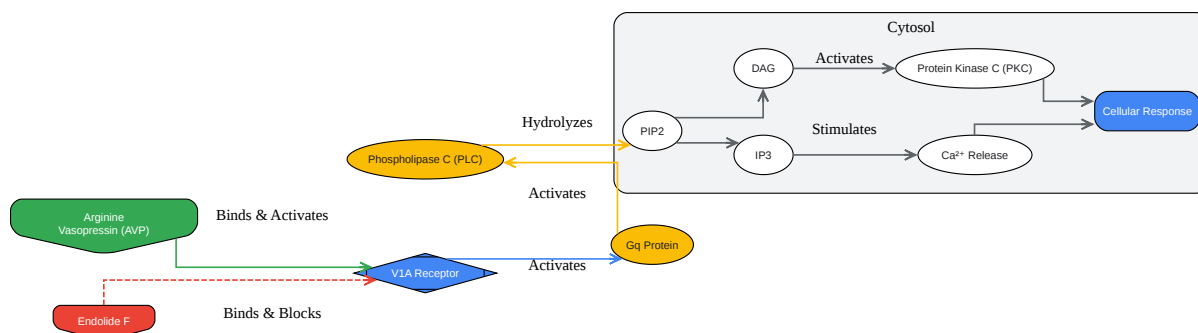 Cytosol
DAG
Activates
Protein Kinase C (PKC)
Cellular Response
Hydrolyzes
PIP2
Stimulates
Phospholipase C (PLC)
IP3
Ca²⁺ Release
Activates
Arginine
Vasopressin (AVP)
Binds & Activates
Gq Protein
V1A Receptor
Activates
Binds & Blocks
Endolide F